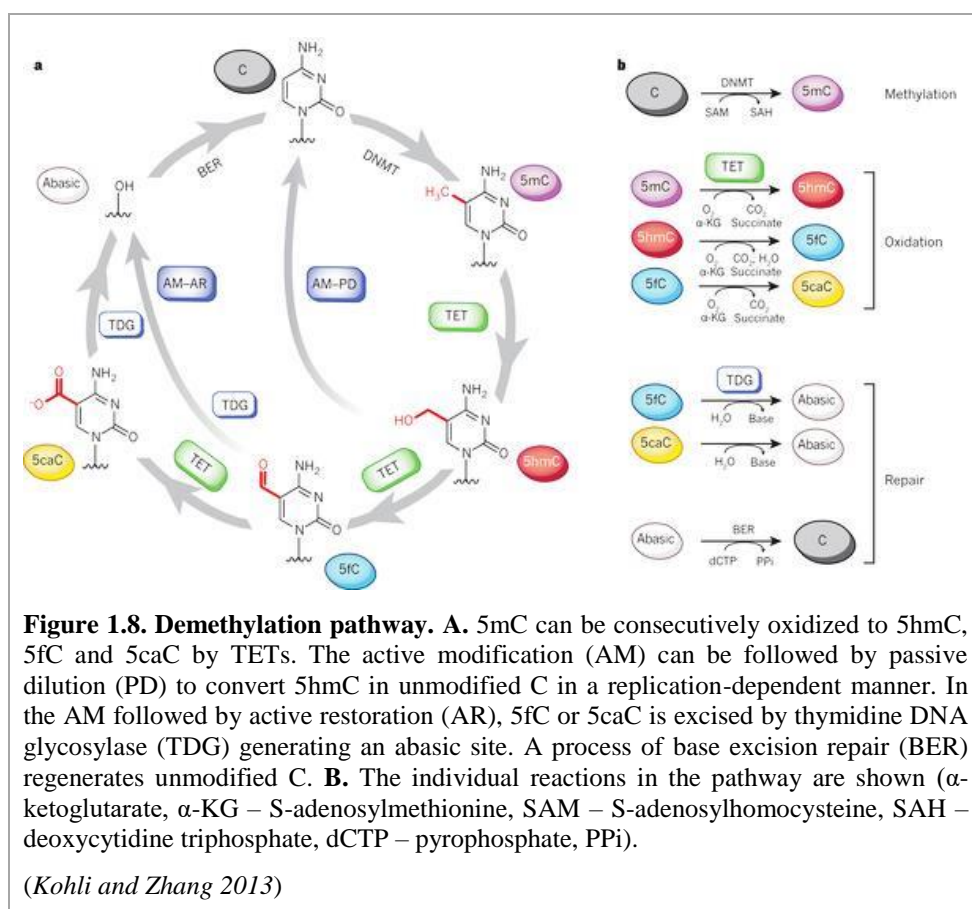 a
C
NH2
N
N
O
BER
DNMT
Abasic
OH
H3C
NH2
5mC
N
N
O
AM–AR
AM–PD
TDG
TET
O
NH2
-O
N
N
O
TDG
NH2
HO
N
N
O
5caC
TET
O
NH2
TET
5hmC
N
N
O
5fC
b
C
DNMT
5mC
Methylation
SAM
SAH
5mC
TET
5hmC
O2
CO2
α-KG
Succinate
5hmC
5fC
Oxidation
O2
CO2, H2O
α-KG
Succinate
5fC
5caC
O2
CO2
α-KG
Succinate
5fC
TDG
Abasic
H2O
Base
5caC
Abasic
H2O
Base
Repair
Abasic
BER
C
dCTP
PPi
Figure 1.8. Demethylation pathway. A. 5mC can be consecutively oxidized to 5hmC,
5fC and 5caC by TETs. The active modification (AM) can be followed by passive
dilution (PD) to convert 5hmC in unmodified C in a replication-dependent manner. In
the AM followed by active restoration (AR), 5fC or 5caC is excised by thymidine DNA
glycosylase (TDG) generating an abasic site. A process of base excision repair (BER)
regenerates unmodified C. B. The individual reactions in the pathway are shown (α-
ketoglutarate, α-KG – S-adenosylmethionine, SAM – S-adenosylhomocysteine, SAH –
deoxycytidine triphosphate, dCTP – pyrophosphate, PPi).
(Kohli and Zhang 2013)